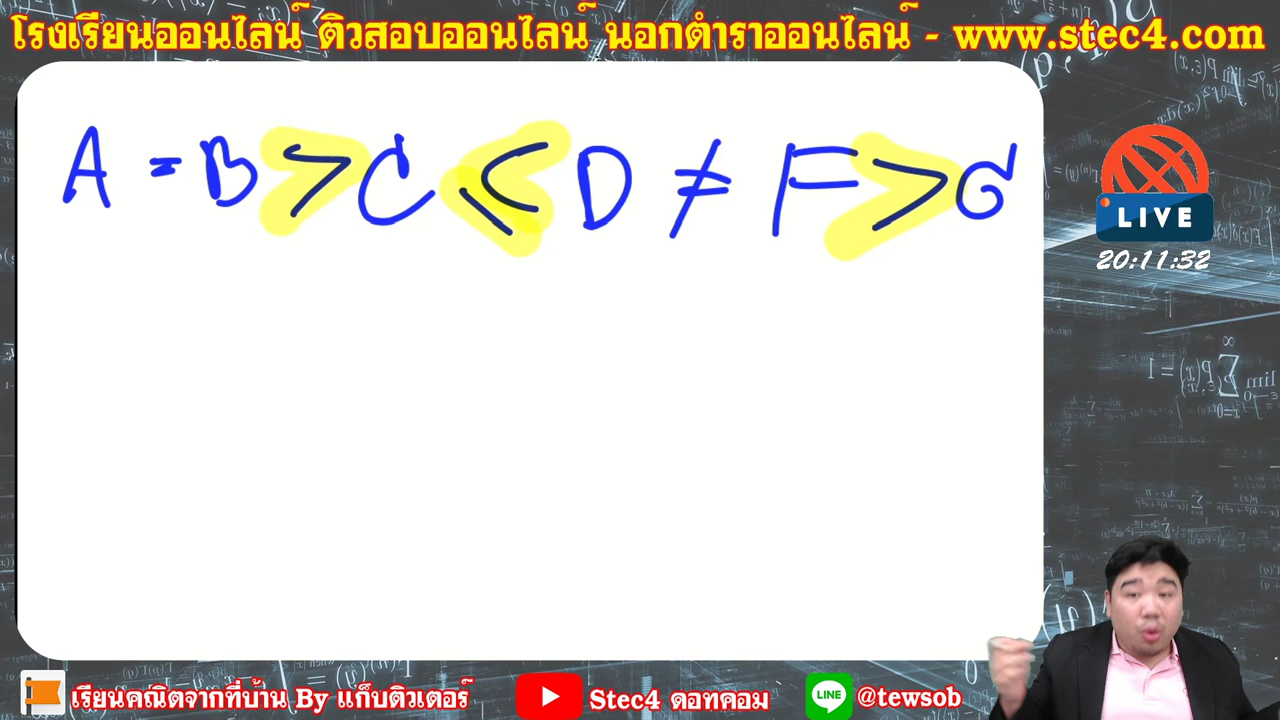 โรงเรียนออนไลน์ ติวสอบออนไลน์ นอกตำราออนไลน์ - www.stec4.com
A = B > C ≤ D ≠ F > G
LIVE
20:11:32
เรียนคณิตจากที่บ้าน By แก็บติวเตอร์ Stec4 ดอทคอม LINE @tewsob